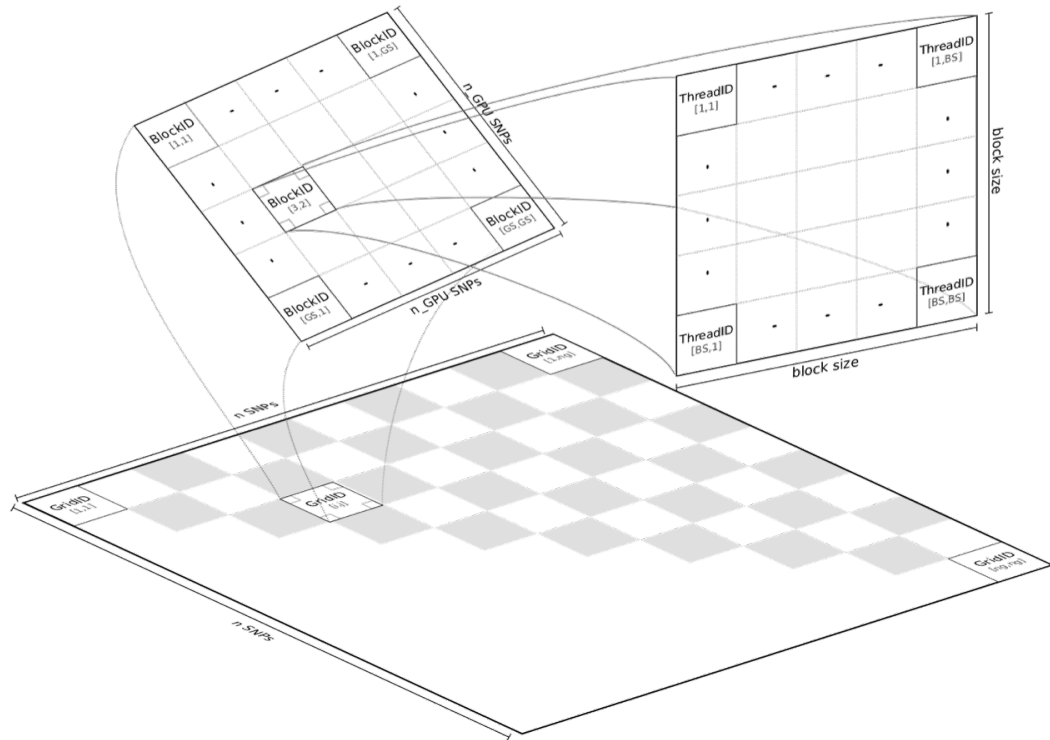 BlockID
[1,GS]
BlockID
[1,1]
n_GPU SNPs
BlockID
[3,2]
BlockID
[GS,GS]
BlockID
[GS,1]
n_GPU SNPs
ThreadID
[1,1]
ThreadID
[1,BS]
block size
ThreadID
[BS,1]
ThreadID
[BS,BS]
block size
n SNPs
GridID
[1,ng]
GridID
[1,1]
GridID
[i,j]
GridID
[ng,ng]
n SNPs